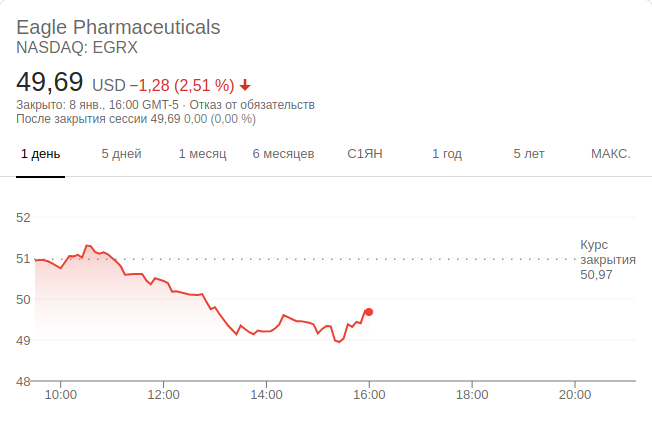 Eagle Pharmaceuticals
NASDAQ: EGRX
49,69 USD −1,28 (2,51 %)
Закрыто: 8 янв., 16:00 GMT-5 · Отказ от обязательств
После закрытия сессии 49,69 0,00 (0,00 %)
1 день 5 дней 1 месяц 6 месяцев С1ЯН 1 год 5 лет МАКС.
52
Курс
51 закрытия
50,97
50
49
48
10:00 12:00 14:00 16:00 18:00 20:00